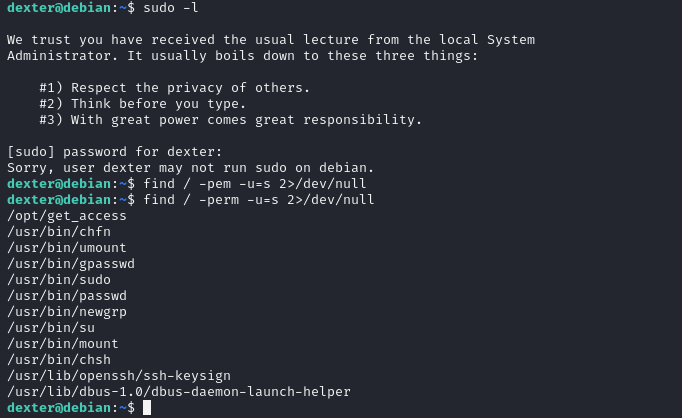 dexter@debian:~$ sudo -l

We trust you have received the usual lecture from the local System
Administrator. It usually boils down to these three things:

    #1) Respect the privacy of others.
    #2) Think before you type.
    #3) With great power comes great responsibility.

[sudo] password for dexter:
Sorry, user dexter may not run sudo on debian.
dexter@debian:~$ find / -pem -u=s 2>/dev/null
dexter@debian:~$ find / -perm -u=s 2>/dev/null
/opt/get_access
/usr/bin/chfn
/usr/bin/umount
/usr/bin/gpasswd
/usr/bin/sudo
/usr/bin/passwd
/usr/bin/newgrp
/usr/bin/su
/usr/bin/mount
/usr/bin/chsh
/usr/lib/openssh/ssh-keysign
/usr/lib/dbus-1.0/dbus-daemon-launch-helper
dexter@debian:~$